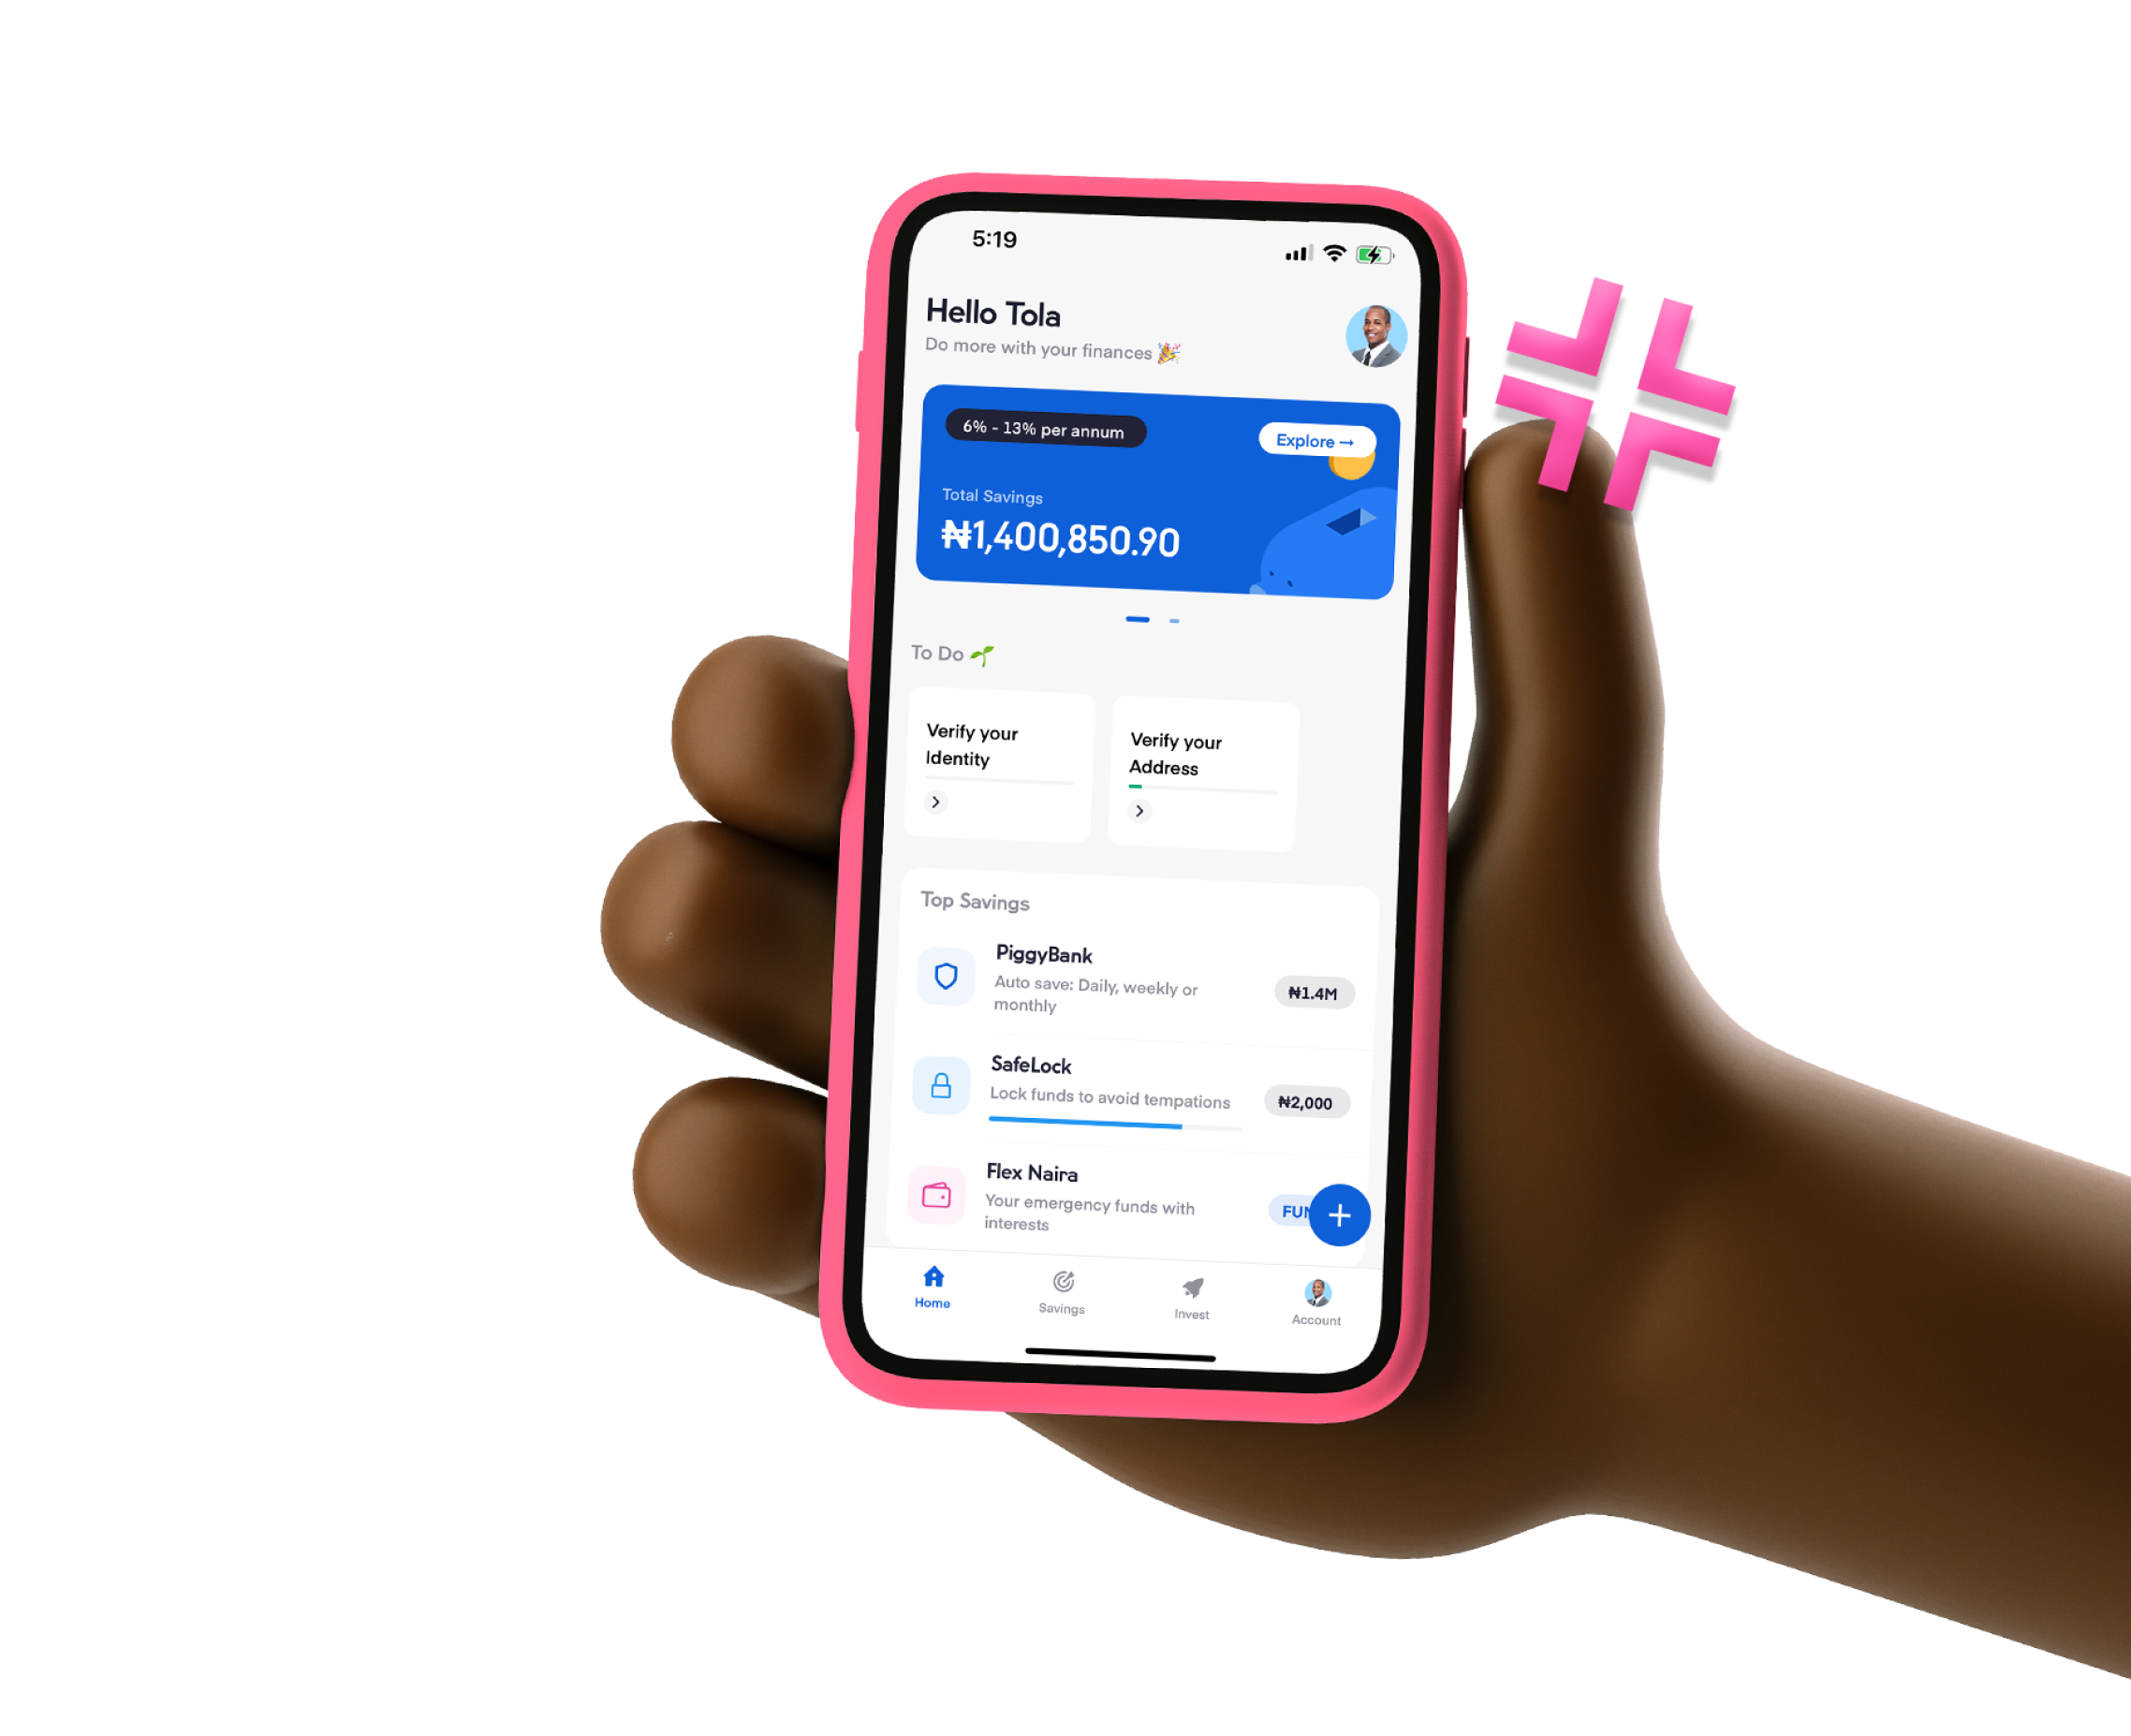 5:19
Hello Tola
Do more with your finances 🎉
6% - 13% per annum
Explore →
Total Savings
₦1,400,850.90
To Do 🌱
Verify your
Identity
Verify your
Address
Top Savings
PiggyBank
Auto save: Daily, weekly or
monthly
₦1.4M
SafeLock
Lock funds to avoid tempations
₦2,000
Flex Naira
Your emergency funds with
interests
Home
Savings
Invest
Account